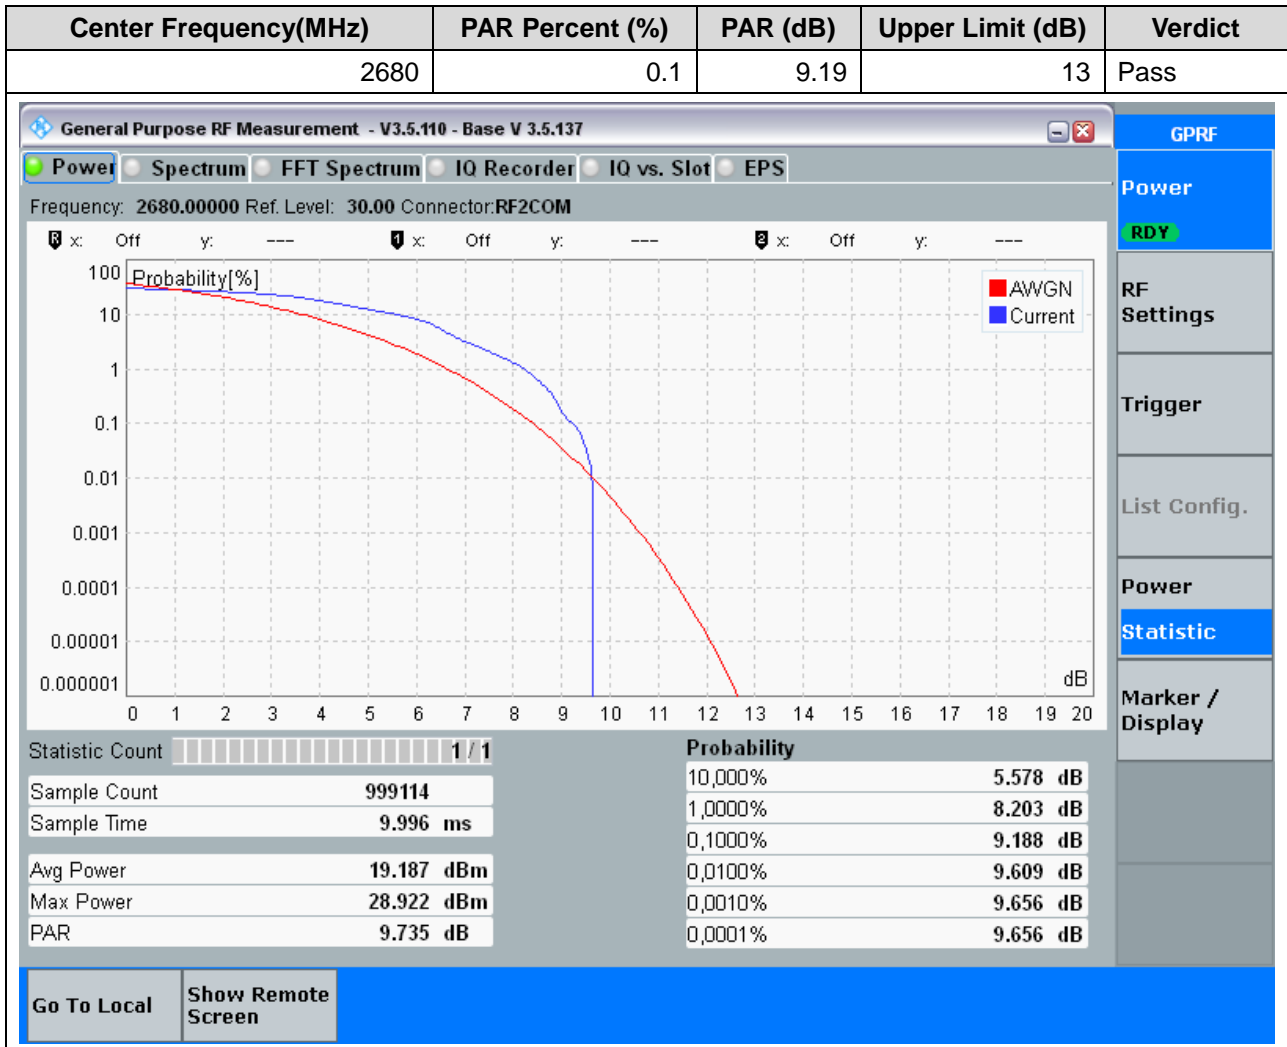 Center Frequency(MHz) PAR Percent (%) PAR (dB) Upper Limit (dB) Verdict
2680 0.1 9.19 13 Pass
General Purpose RF Measurement - V3.5.110 - Base V 3.5.137
GPRF
Power Spectrum FFT Spectrum IQ Recorder IQ vs. Slot EPS
Frequency: 2680.00000 Ref. Level: 30.00 Connector:RF2COM
R x: Off y: --- 1 x: Off y: --- 2 x: Off y: ---
Probability[%]
AWGN
Current
100
10
1
0.1
0.01
0.001
0.0001
0.00001
0.000001
dB
0 1 2 3 4 5 6 7 8 9 10 11 12 13 14 15 16 17 18 19 20
Statistic Count 1 / 1
Sample Count 999114
Sample Time 9.996 ms
Avg Power 19.187 dBm
Max Power 28.922 dBm
PAR 9.735 dB
Probability
10,000% 5.578 dB
1,0000% 8.203 dB
0,1000% 9.188 dB
0,0100% 9.609 dB
0,0010% 9.656 dB
0,0001% 9.656 dB
Power
RDY
RF
Settings
Trigger
List Config.
Power
Statistic
Marker /
Display
Go To Local
Show Remote
Screen